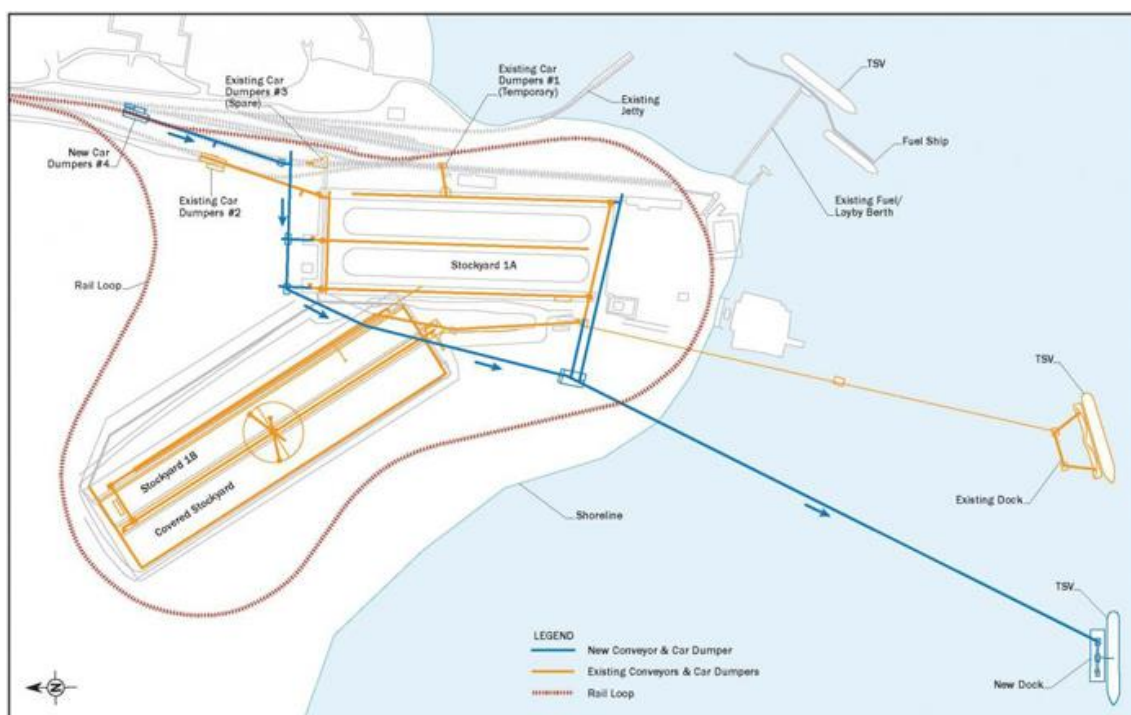 TSV
Existing Car
Dumpers #3
(Spare)
Existing Car
Dumpers #1
(Temporary)
Existing
Jetty
Fuel Ship
New Car
Dumpers #4
Existing Car
Dumpers #2
Existing Fuel/
Layby Berth
Stockyard 1A
Rail Loop
TSV
Stockyard 1B
Covered Stockyard
Existing Dock
Shoreline
TSV
LEGEND
New Conveyor & Car Dumper
Existing Conveyors & Car Dumpers
Rail Loop
New Dock
N